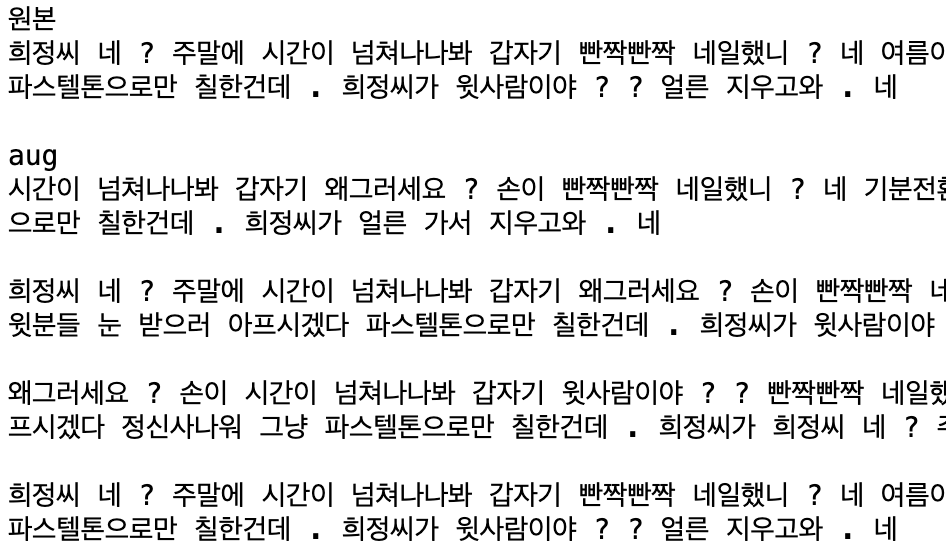 원본
희정씨 네 ? 주말에 시간이 넘쳐나나봐 갑자기 빤짝빤짝 네일했니 ? 네 여름이
파스텔톤으로만 칠한건데 . 희정씨가 윗사람이야 ? ? 얼른 지우고와 . 네
aug
시간이 넘쳐나나봐 갑자기 왜그러세요 ? 손이 빤짝빤짝 네일했니 ? 네 기분전환
으로만 칠한건데 . 희정씨가 얼른 가서 지우고와 . 네
희정씨 네 ? 주말에 시간이 넘쳐나나봐 갑자기 왜그러세요 ? 손이 빤짝빤짝 네
윗분들 눈 받으러 아프시겠다 파스텔톤으로만 칠한건데 . 희정씨가 윗사람이야
왜그러세요 ? 손이 시간이 넘쳐나나봐 갑자기 윗사람이야 ? ? 빤짝빤짝 네일했
프시겠다 정신사나워 그냥 파스텔톤으로만 칠한건데 . 희정씨가 희정씨 네 ?
희정씨 네 ? 주말에 시간이 넘쳐나나봐 갑자기 빤짝빤짝 네일했니 ? 네 여름이
파스텔톤으로만 칠한건데 . 희정씨가 윗사람이야 ? ? 얼른 지우고와 . 네